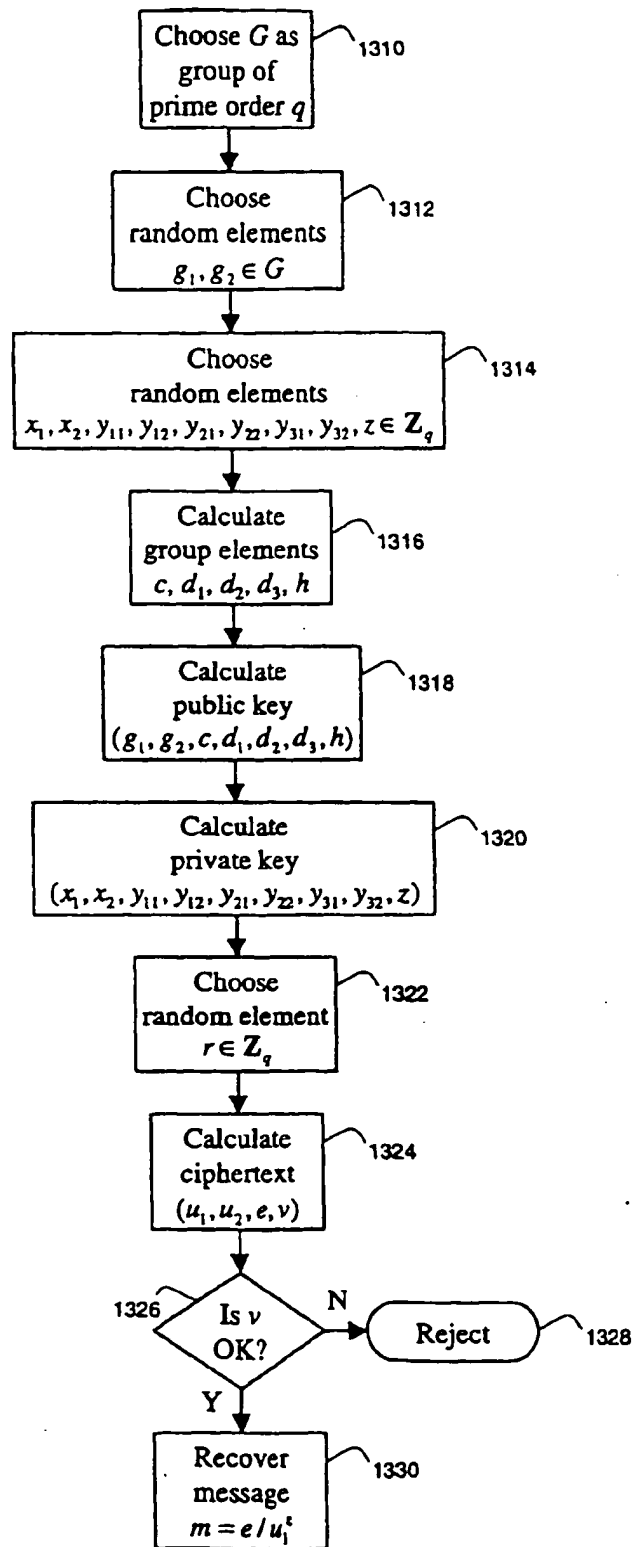 Choose G as
group of
prime order q
1310
Choose
random elements
g₁, g₂ ∈ G
1312
Choose
random elements
x₁, x₂, y₁₁, y₁₂, y₂₁, y₂₂, y₃₁, y₃₂, z ∈ Z_q
1314
Calculate
group elements
c, d₁, d₂, d₃, h
1316
Calculate
public key
(g₁, g₂, c, d₁, d₂, d₃, h)
1318
Calculate
private key
(x₁, x₂, y₁₁, y₁₂, y₂₁, y₂₂, y₃₁, y₃₂, z)
1320
Choose
random element
r ∈ Z_q
1322
Calculate
ciphertext
(u₁, u₂, e, v)
1324
1326
Is v
OK?
N
Reject
1328
Y
Recover
message
m = e / u₁ᶻ
1330